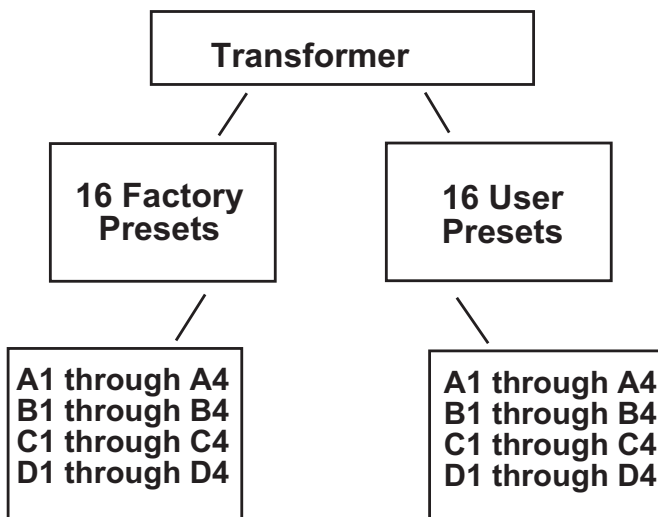 Transformer
16 Factory
Presets
16 User
Presets
A1 through A4
B1 through B4
C1 through C4
D1 through D4
A1 through A4
B1 through B4
C1 through C4
D1 through D4